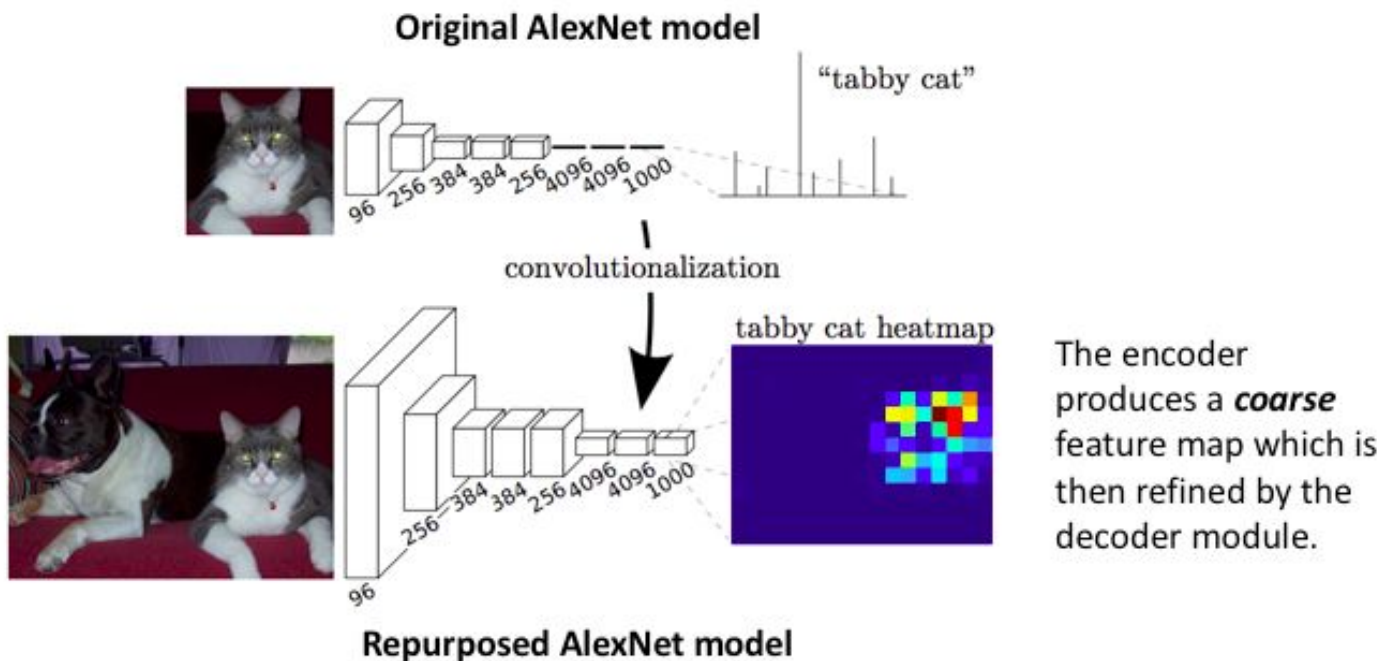 Original AlexNet model
“tabby cat”
96 256 384 384 256 4096 4096 1000
convolutionalization
tabby cat heatmap
96 256 384 384 256 4096 4096 1000
The encoder
produces a coarse
feature map which is
then refined by the
decoder module.
Repurposed AlexNet model